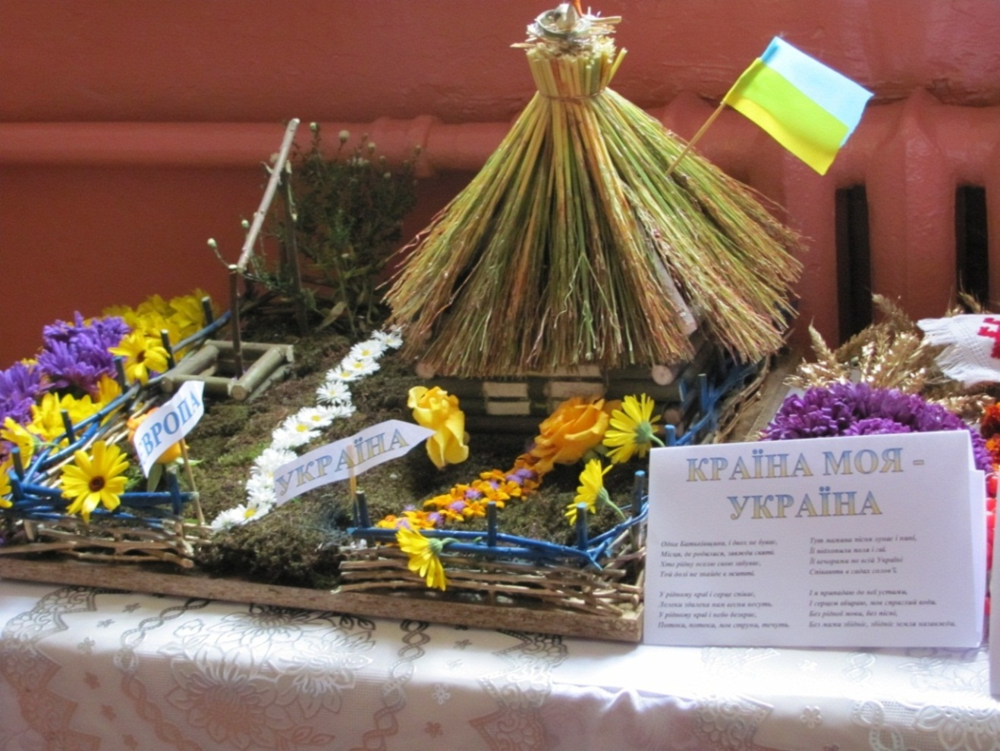 ЄВРОПА
УКРАЇНА
КРАЇНА МОЯ -
УКРАЇНА
Одна Батьківщина, і двох не буває,
Місця, де родилися, завжди святі.
Хто рідну оселю свою забуває,
Той долі не знайде в житті.
У рідному краї і серце співає,
Лелеки здалека нам весни несуть.
У рідному краї і небо безкрає,
Потоки, потоки, мов струни, течуть.
Тут мамина пісня лунає і нині,
Її підхопили поля і гаї.
Її вечорами по всій Україні
Співають в садах солов'ї.
І я припадаю до неї устами,
І серцем вбираю, мов спраглий води.
Без рідної мови, без пісні,
Без мами збідніє, збідніє земля назавжди.